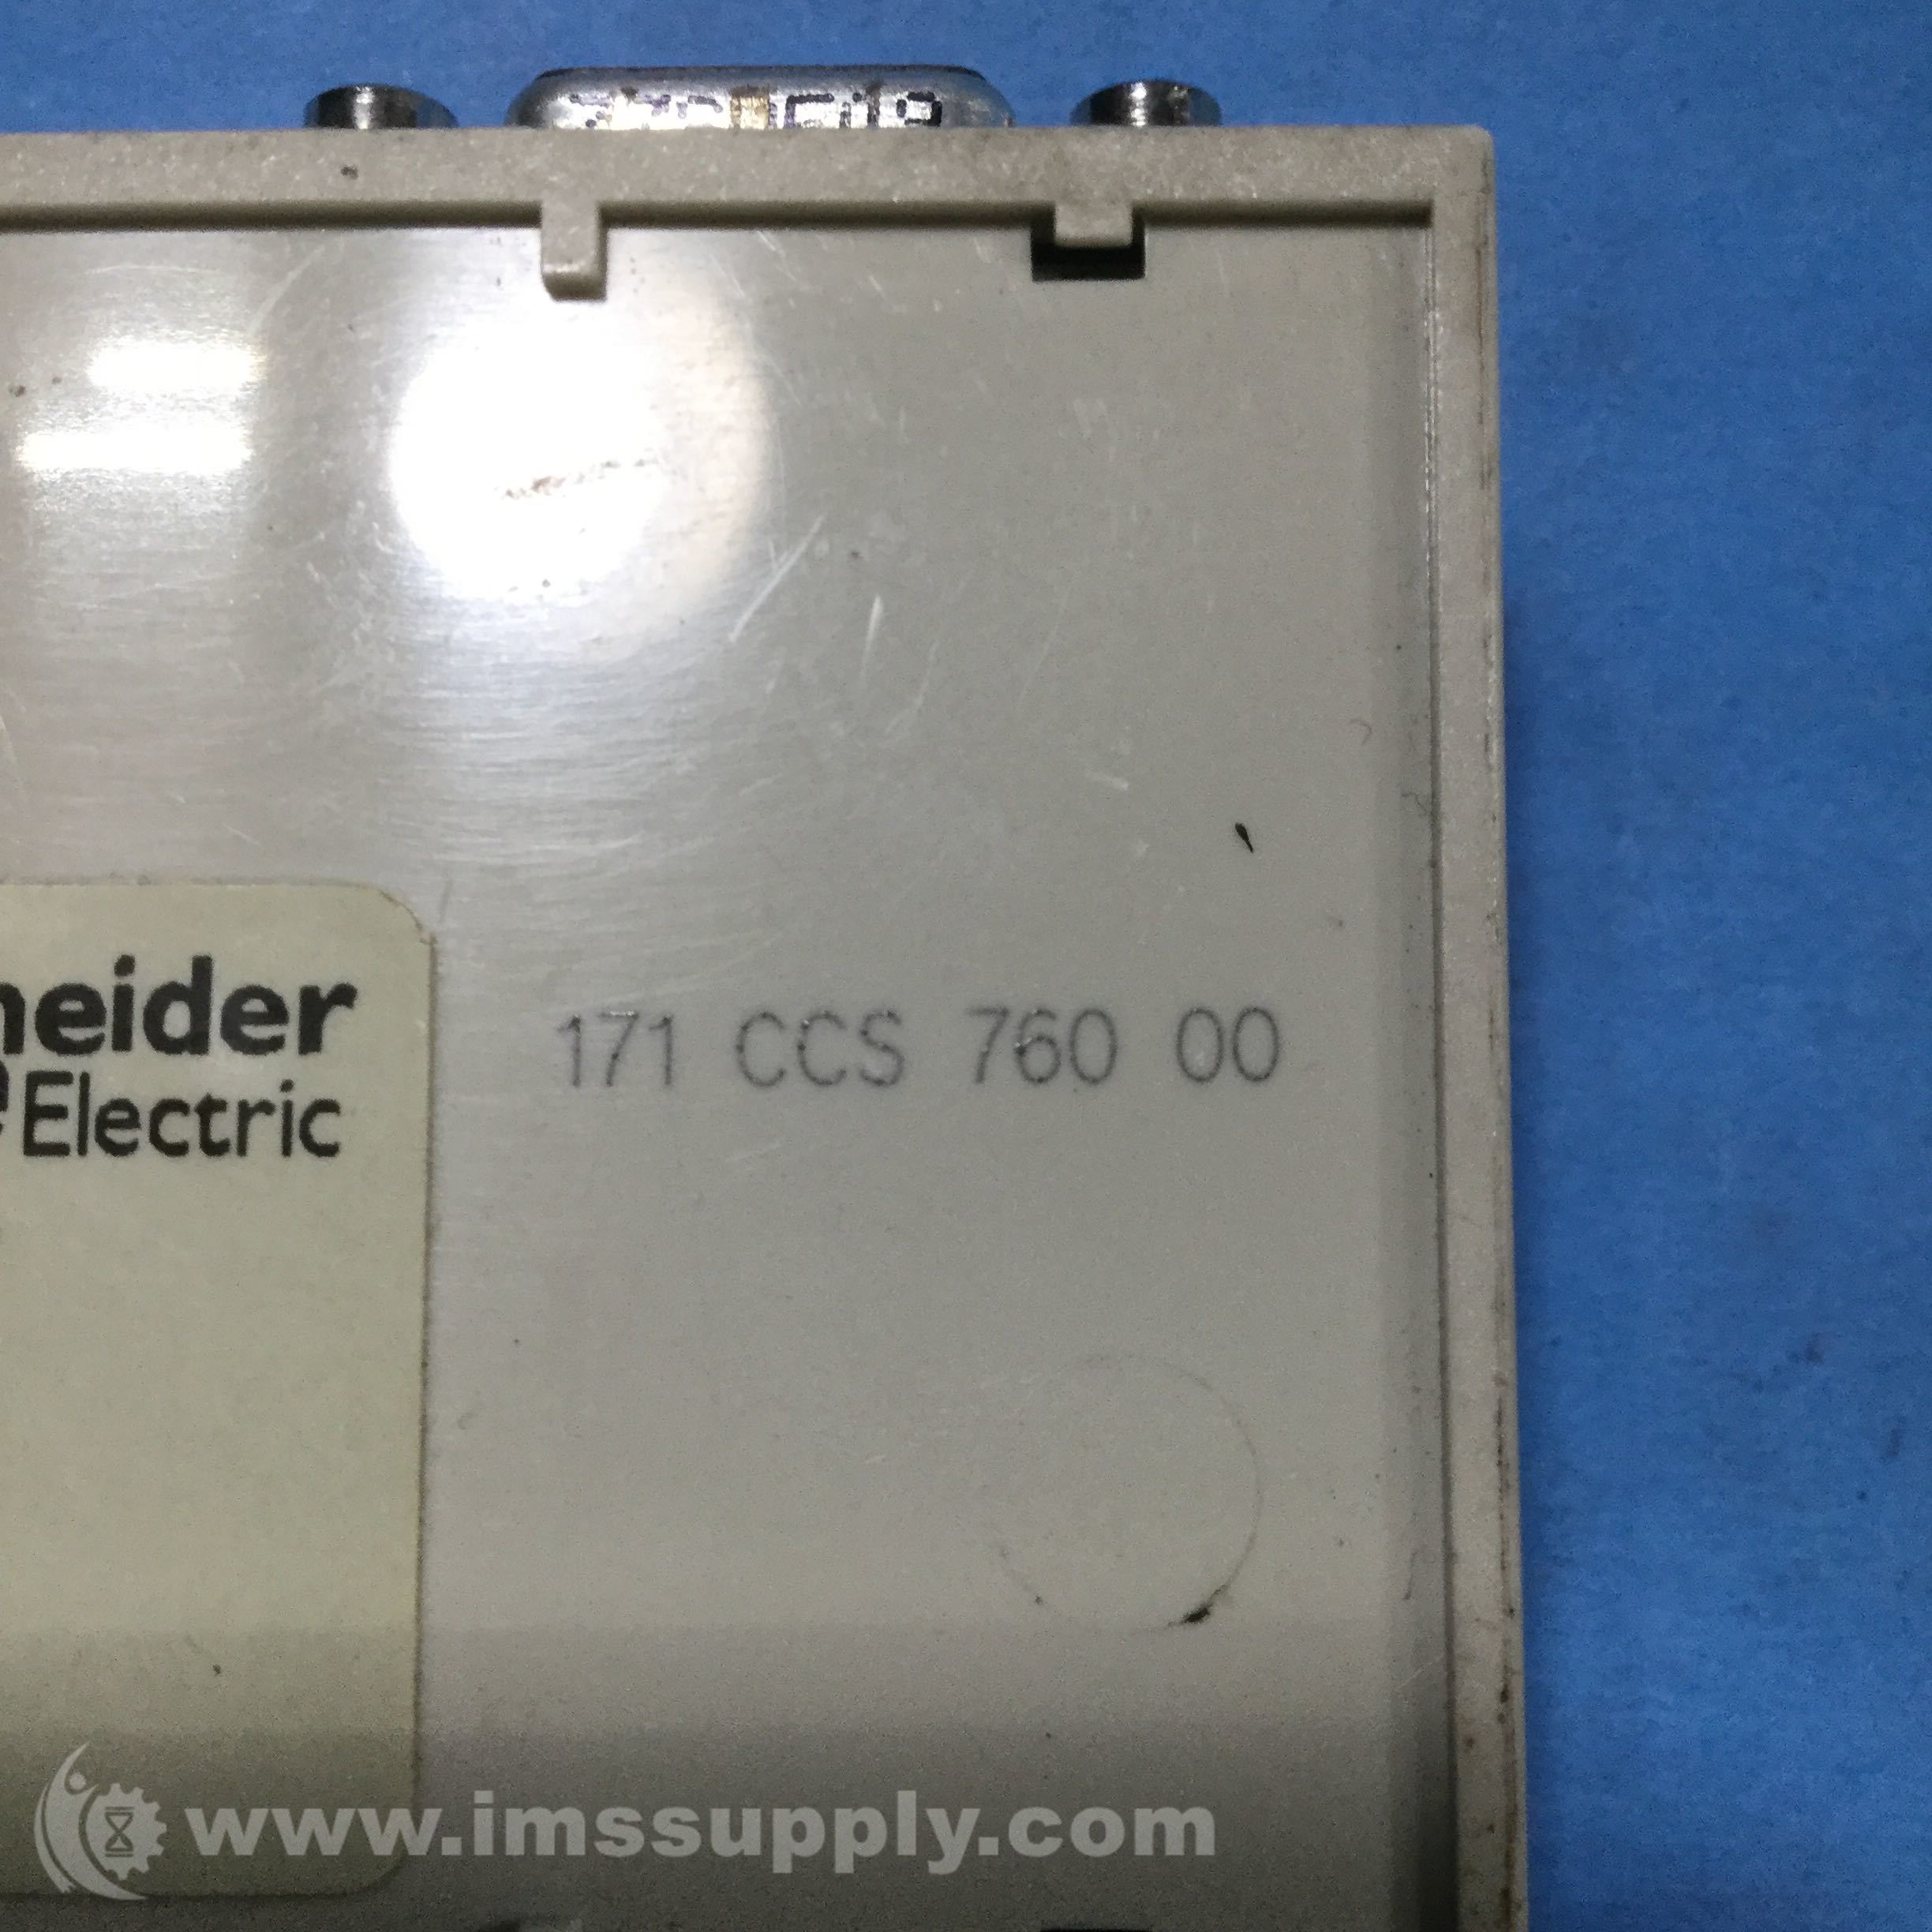 neider
Electric
171 CCS 760 00
www.imssupply.com